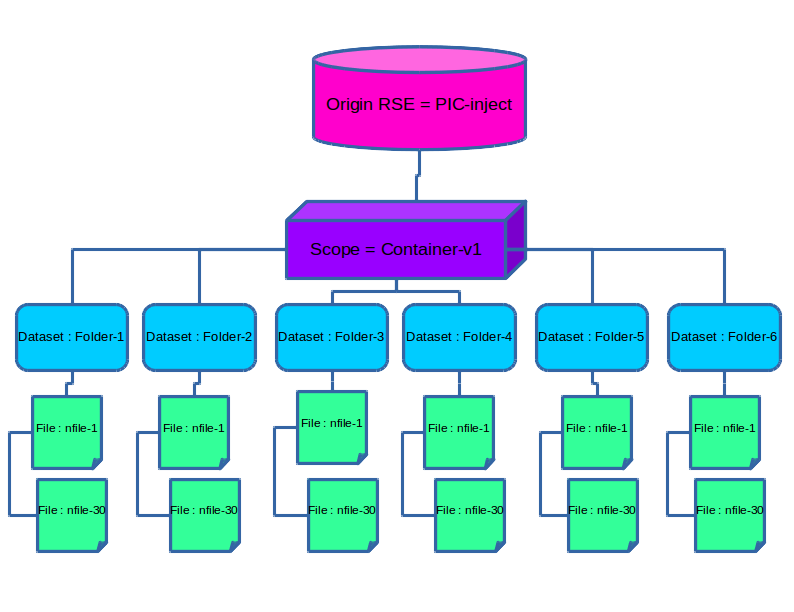 Origin RSE = PIC-inject
Scope = Container-v1
Dataset : Folder-1
Dataset : Folder-2
Dataset : Folder-3
Dataset : Folder-4
Dataset : Folder-5
Dataset : Folder-6
File : nfile-1
File : nfile-1
File : nfile-1
File : nfile-1
File : nfile-1
File : nfile-1
File : nfile-30
File : nfile-30
File : nfile-30
File : nfile-30
File : nfile-30
File : nfile-30